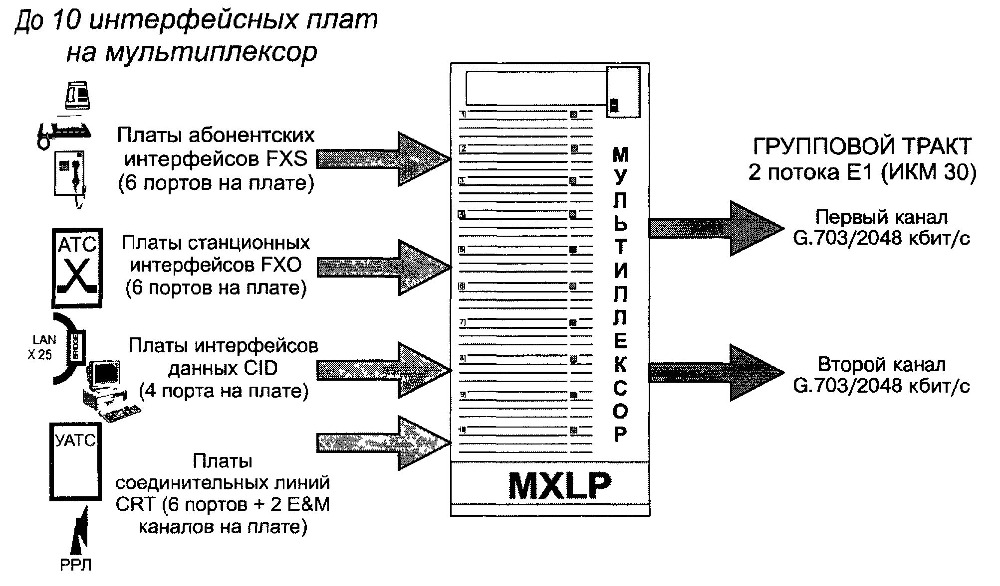 До 10 интерфейсных плат
на мультиплексор
Платы абонентских
интерфейсов FXS
(6 портов на плате)
АТС
Платы станционных
интерфейсов FXO
(6 портов на плате)
LAN
X 25
BRIDGE
Платы интерфейсов
данных CID
(4 порта на плате)
УАТС
Платы
соединительных линий
CRT (6 портов + 2 E&M
каналов на плате)
РРЛ
1
2
3
4
5
6
7
8
9
МУЛЬТИПЛЕКСОР
MXLP
ГРУППОВОЙ ТРАКТ
2 потока E1 (ИКМ 30)
Первый канал
G.703/2048 кбит/с
Второй канал
G.703/2048 кбит/с